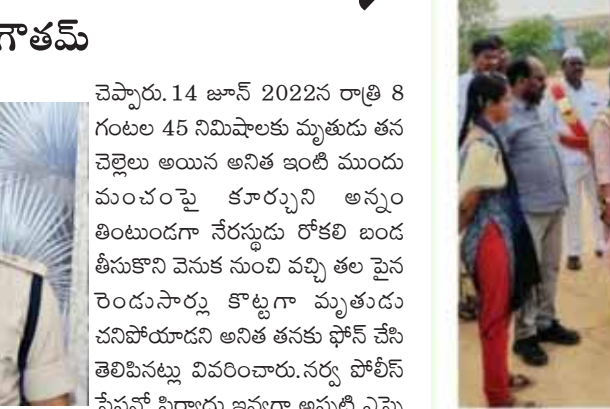 గౌతమ్
చెప్పారు. 14 జూన్ 2022న రాత్రి 8
గంటల 45 నిమిషాలకు మృతుడు తన
చెల్లెలు అయిన అనిత ఇంటి ముందు
మంచంపై కూర్చుని అన్నం
తింటుండగా నేరస్థుడు రోకలి బండ
తీసుకొని వెనుక నుంచి వచ్చి తల పైన
రెండుసార్లు కొట్టగా మృతుడు
చనిపోయాడని అనిత తనకు ఫోన్ చేసి
తెలిపినట్లు వివరించారు.నర్వ పోలీస్